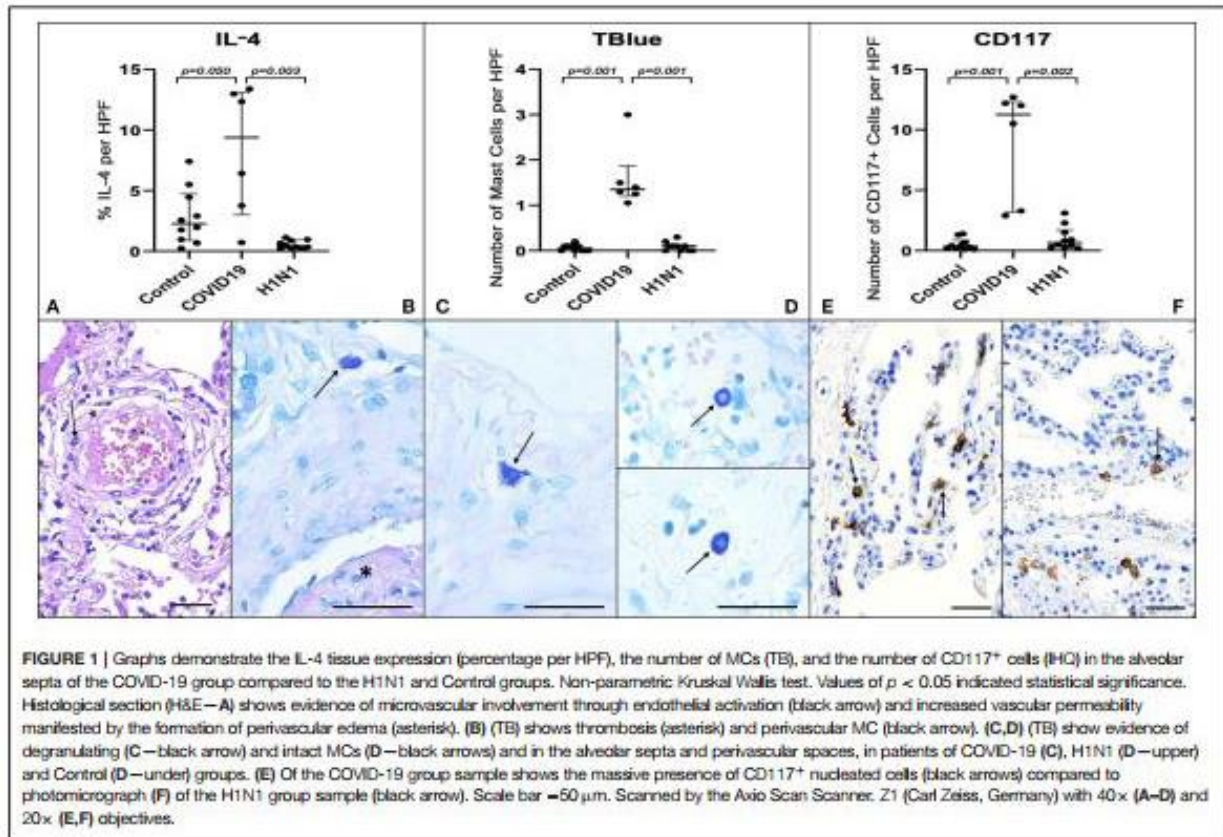 IL-4
TBlue
CD117
p=0.050 p=0.003
p=0.001 p=0.001
p=0.001 p=0.002
% IL-4 per HPF
15
10
5
0
Control
COVID19
H1N1
Number of Mast Cells per HPF
4
3
2
1
0
Control
COVID19
H1N1
Number of CD117+ Cells per HPF
15
10
5
0
Control
COVID19
H1N1
A
B
C
D
E
F
*
FIGURE 1 | Graphs demonstrate the IL-4 tissue expression (percentage per HPF), the number of MCs (TB), and the number of CD117⁺ cells (IHQ) in the alveolar
septa of the COVID-19 group compared to the H1N1 and Control groups. Non-parametric Kruskal Wallis test. Values of p < 0.05 indicated statistical significance.
Histological section (H&E—A) shows evidence of microvascular involvement through endothelial activation (black arrow) and increased vascular permeability
manifested by the formation of perivascular edema (asterisk). (B) (TB) shows thrombosis (asterisk) and perivascular MC (black arrow). (C,D) (TB) show evidence of
degranulating (C—black arrow) and intact MCs (D—black arrows) and in the alveolar septa and perivascular spaces, in patients of COVID-19 (C), H1N1 (D—upper)
and Control (D—under) groups. (E) Of the COVID-19 group sample shows the massive presence of CD117⁺ nucleated cells (black arrows) compared to
photomicrograph (F) of the H1N1 group sample (black arrow). Scale bar =50 μm. Scanned by the Axio Scan Scanner. Z1 (Carl Zeiss, Germany) with 40× (A–D) and
20× (E,F) objectives.